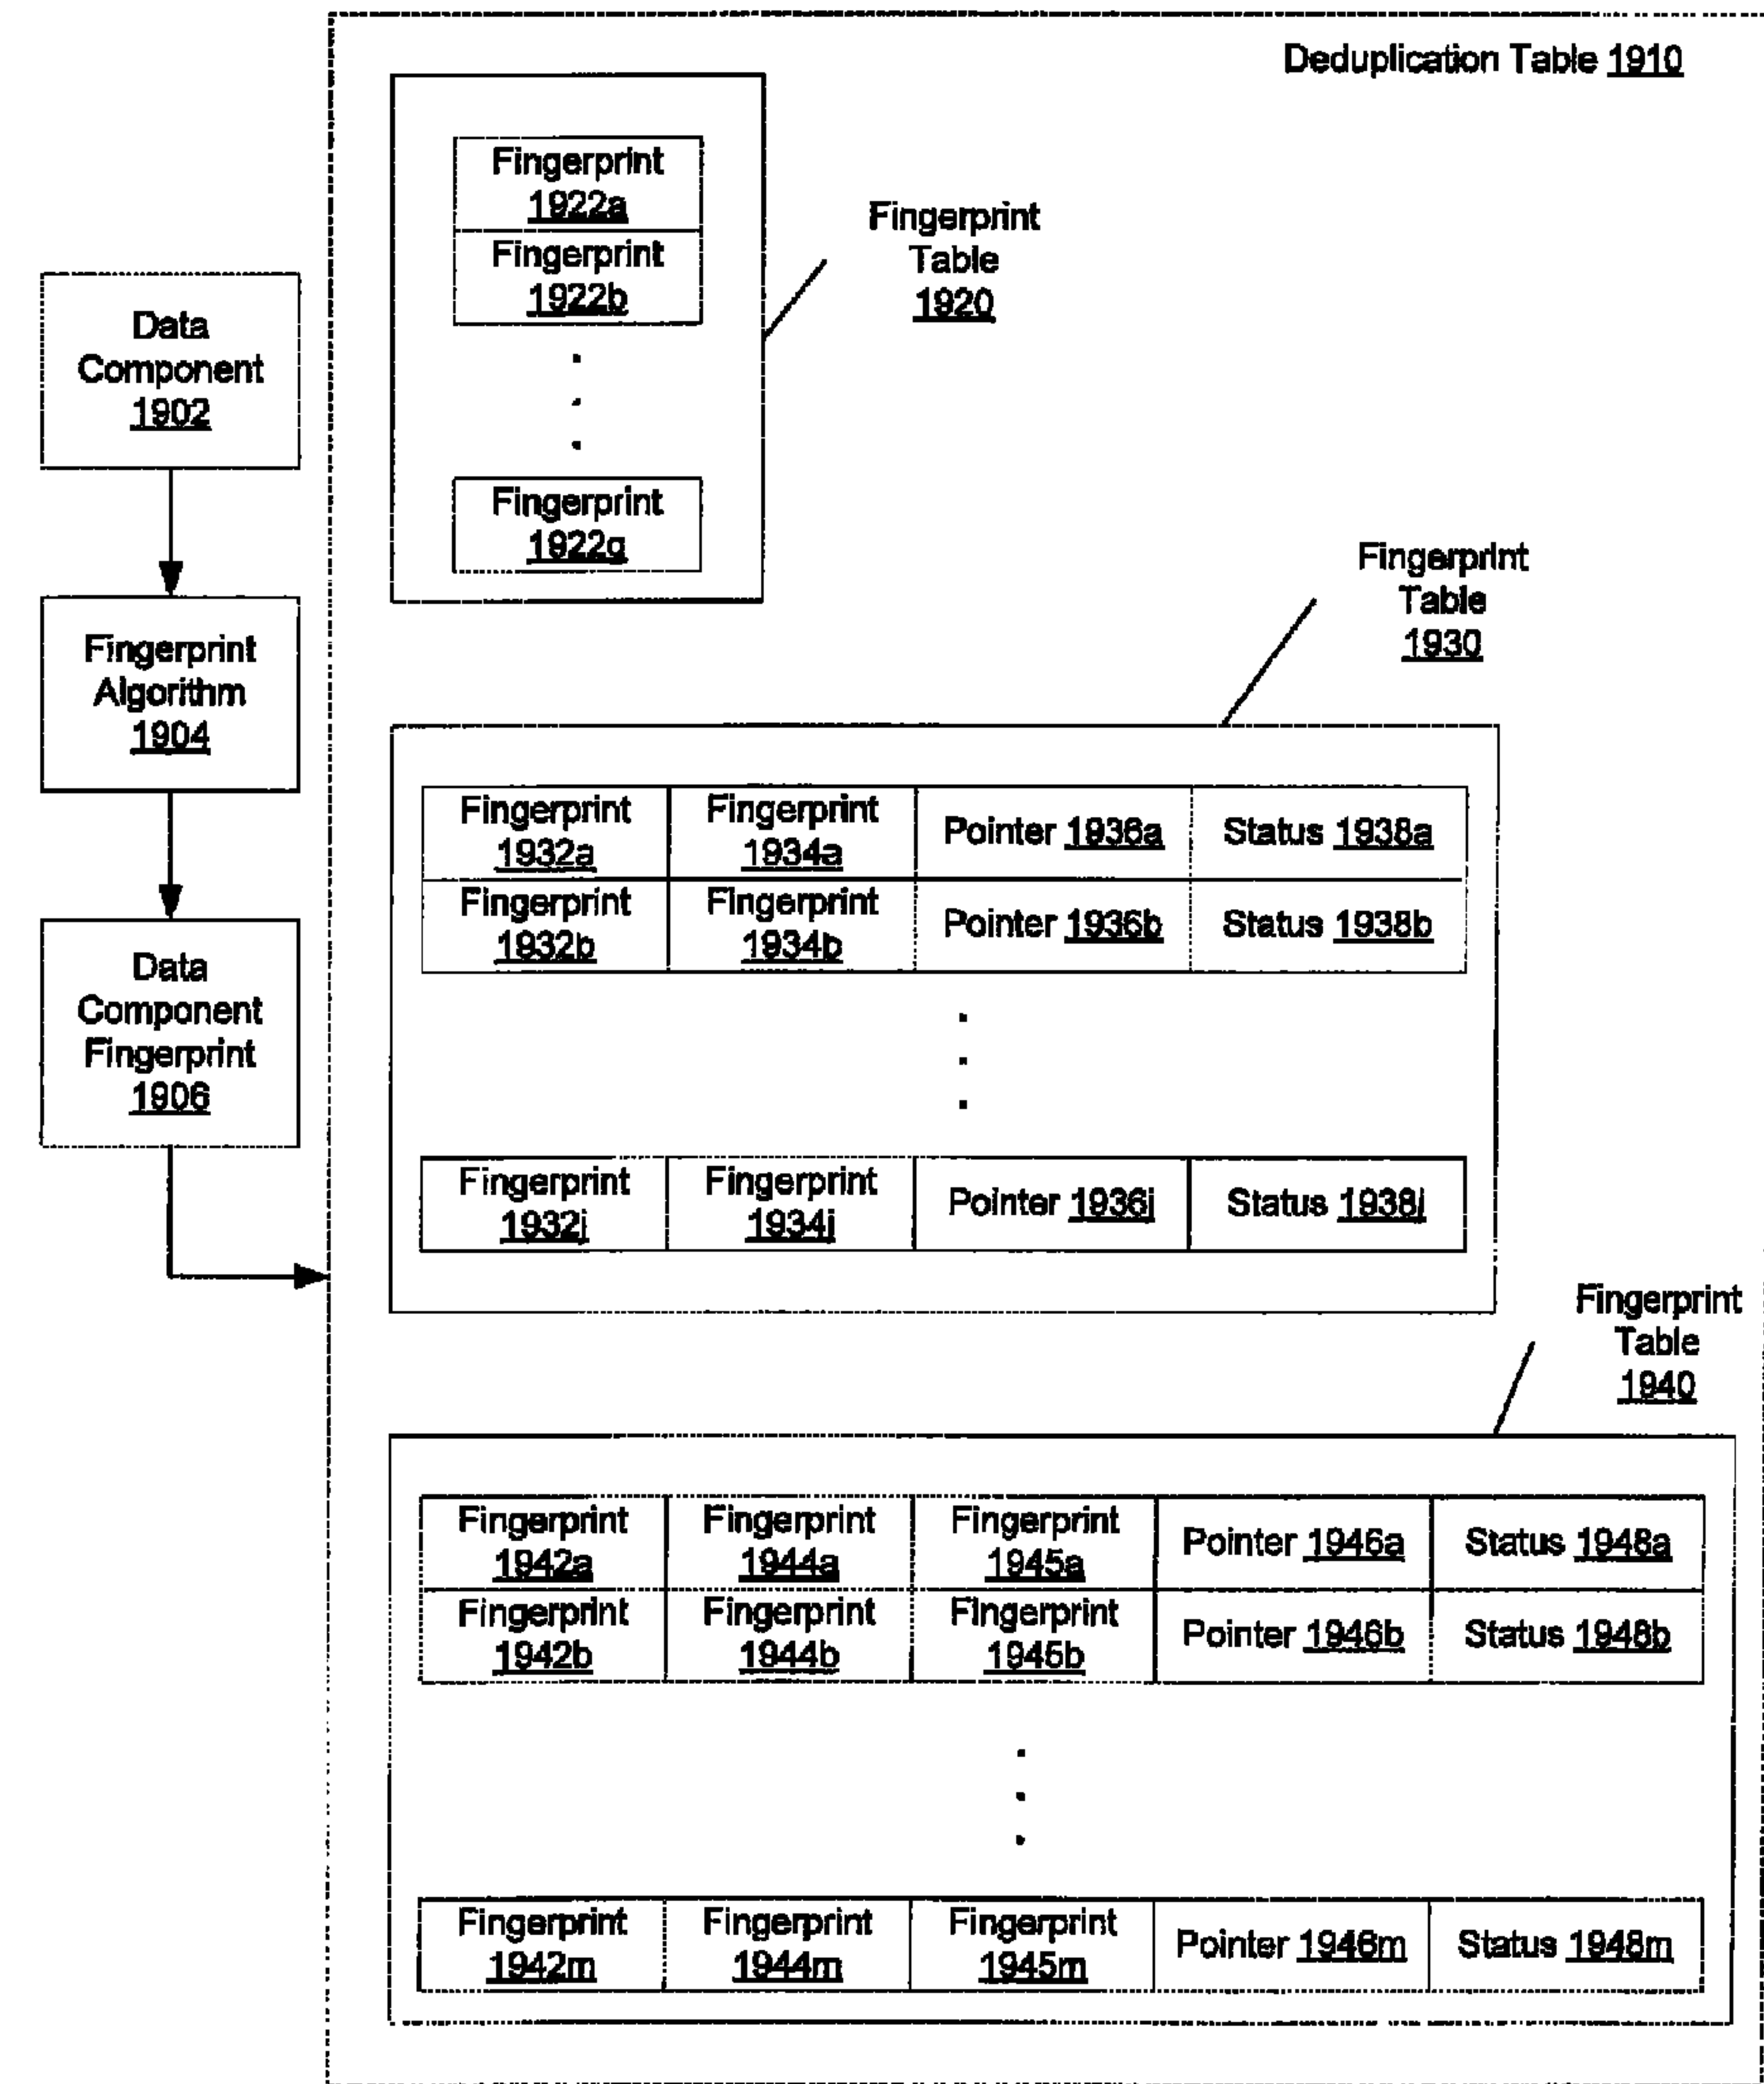 Deduplication Table 1910
Fingerprint
1922a
Fingerprint
1922b
Fingerprint
1922g
Fingerprint
Table
1920
Data
Component
1902
Fingerprint
Algorithm
1904
Data
Component
Fingerprint
1906
Fingerprint
Table
1930
Fingerprint
1932a
Fingerprint
1934a
Pointer 1936a
Status 1938a
Fingerprint
1932b
Fingerprint
1934b
Pointer 1936b
Status 1938b
Fingerprint
1932j
Fingerprint
1934j
Pointer 1936j
Status 1938j
Fingerprint
Table
1940
Fingerprint
1942a
Fingerprint
1944a
Fingerprint
1945a
Pointer 1946a
Status 1948a
Fingerprint
1942b
Fingerprint
1944b
Fingerprint
1945b
Pointer 1946b
Status 1948b
Fingerprint
1942m
Fingerprint
1944m
Fingerprint
1945m
Pointer 1946m
Status 1948m